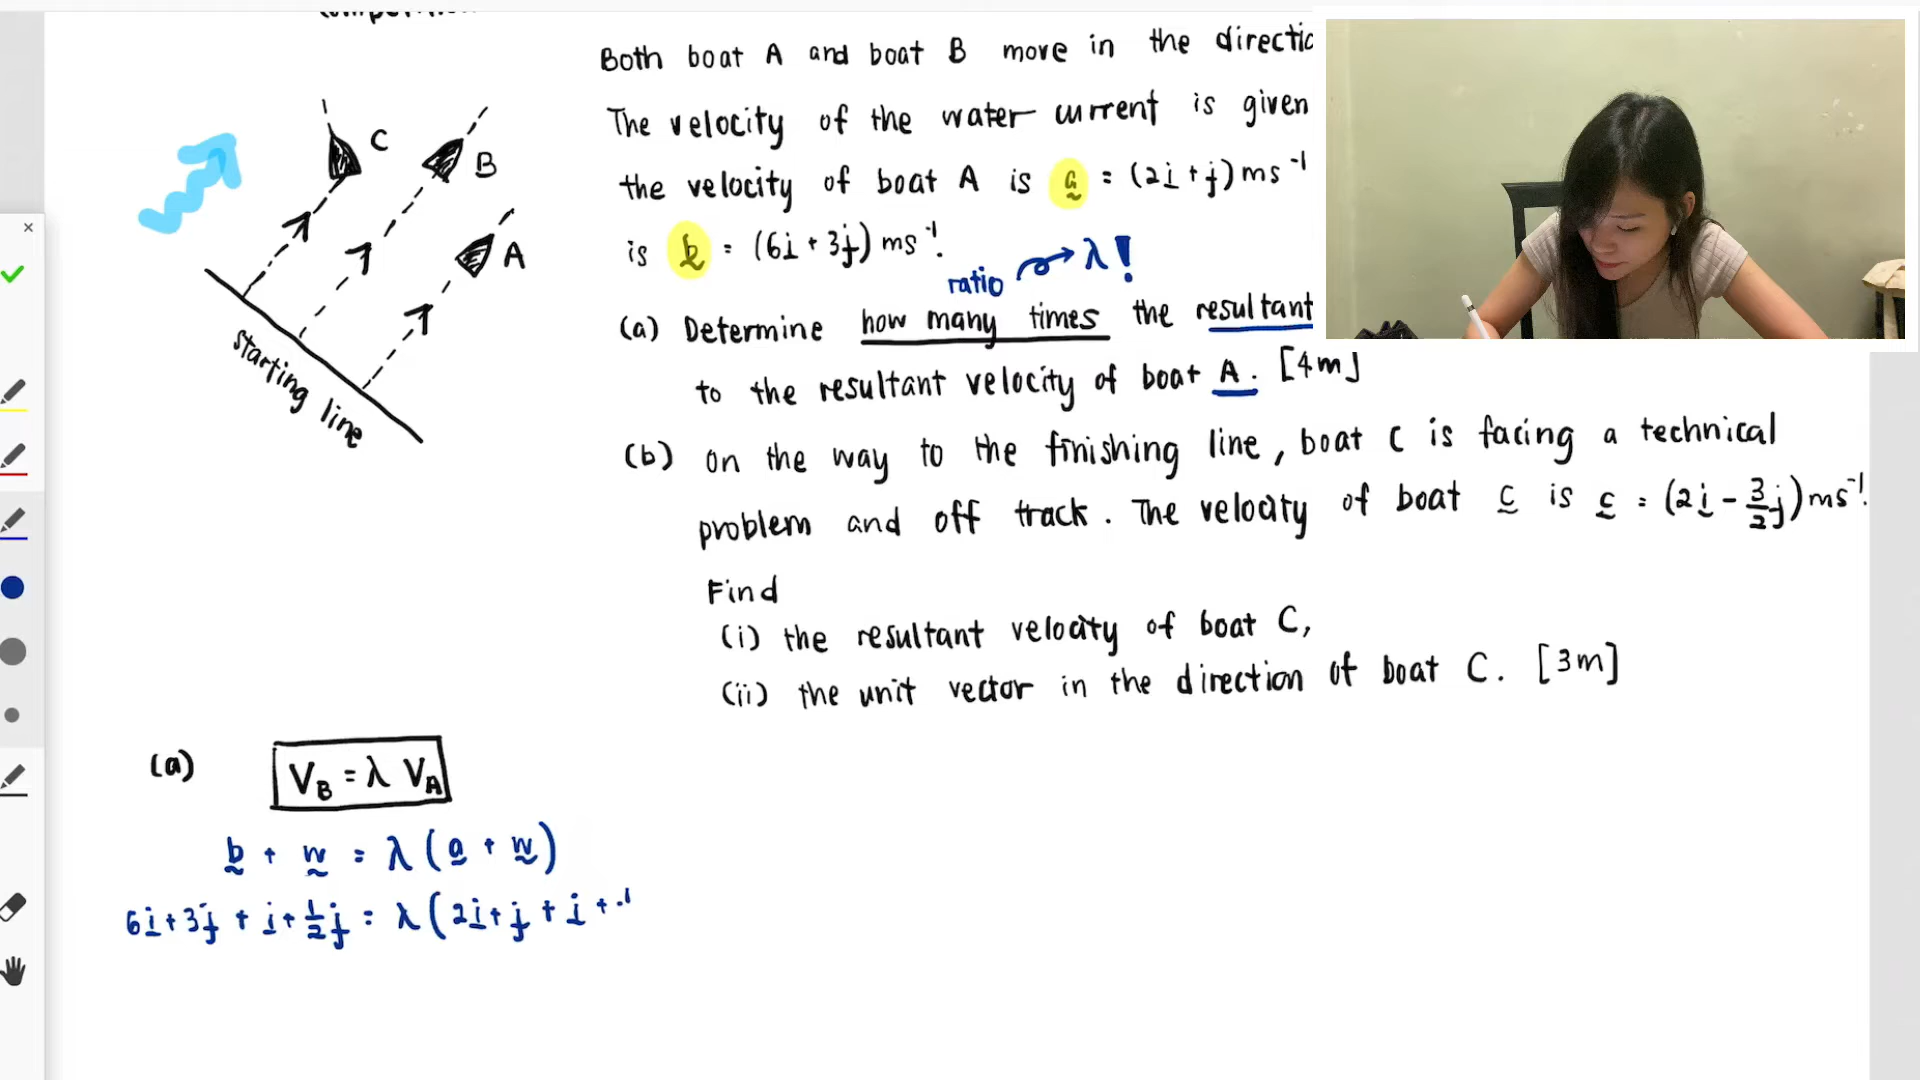 Both boat A and boat B move in the
The velocity of the water current is given
the velocity of boat A is a = (2i + j) ms⁻¹
is b = (6i + 3j) ms⁻¹.
ratio → λ!
(a) Determine how many times the resultant
to the resultant velocity of boat A. [4m]
(b) on the way to the finishing line, boat C is facing a technical
problem and off track. The velocity of boat c is c = (2i - 3/2 j) ms⁻¹.
Find
(i) the resultant velocity of boat C,
(ii) the unit vector in the direction of boat C. [3m]
C
B
A
starting line
(a) V_B = λ V_A
b + w = λ (a + w)
6i + 3j + i + 1/2 j = λ (2i + j + i +